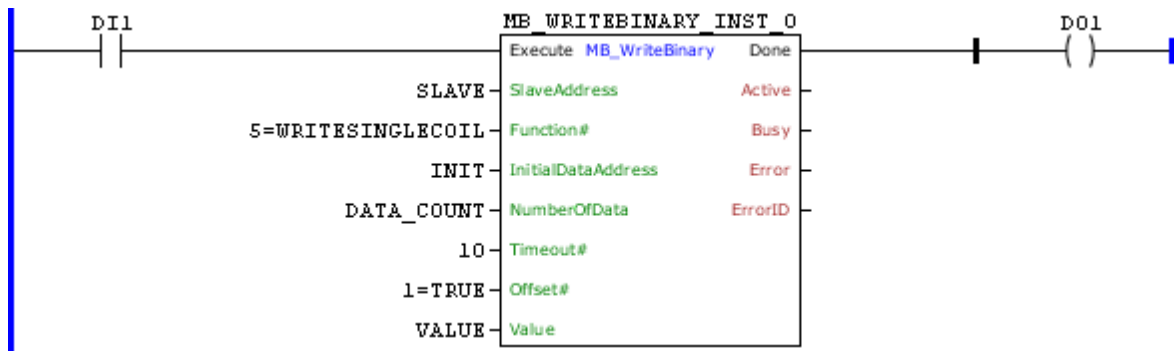 DI1 MB_WRITEBINARY_INST_0 DO1
Execute MB_WriteBinary Done
SLAVE SlaveAddress Active
5=WRITESINGLECOIL Function# Busy
INIT InitialDataAddress Error
DATA_COUNT NumberOfData ErrorID
10 Timeout#
1=TRUE Offset#
VALUE Value